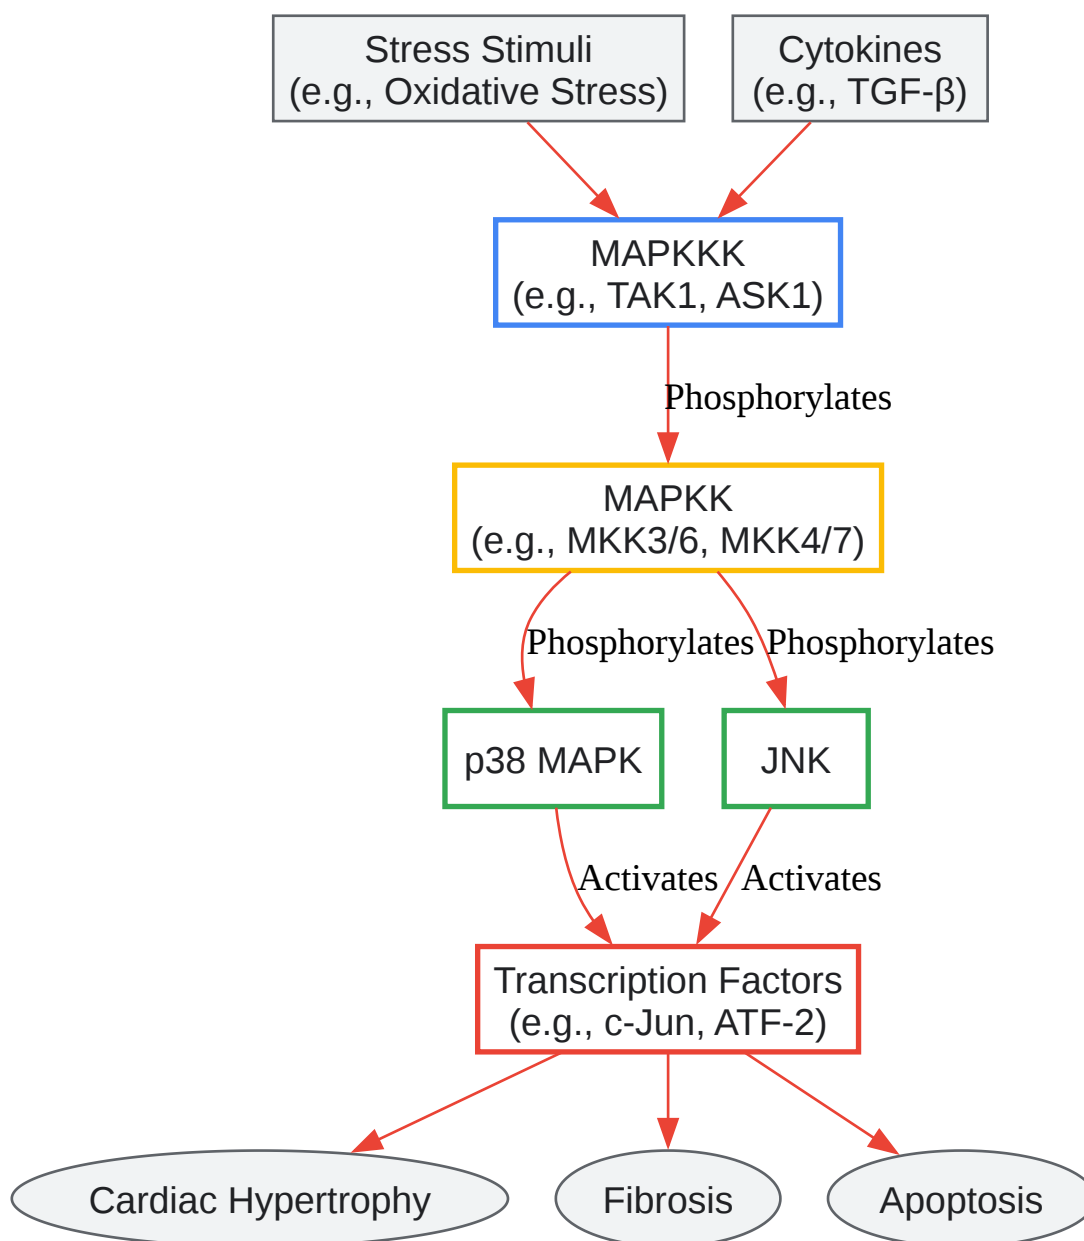 Stress Stimuli
(e.g., Oxidative Stress)
Cytokines
(e.g., TGF-β)
MAPKKK
(e.g., TAK1, ASK1)
Phosphorylates
MAPKK
(e.g., MKK3/6, MKK4/7)
Phosphorylates
Phosphorylates
p38 MAPK
JNK
Activates
Activates
Transcription Factors
(e.g., c-Jun, ATF-2)
Cardiac Hypertrophy
Fibrosis
Apoptosis